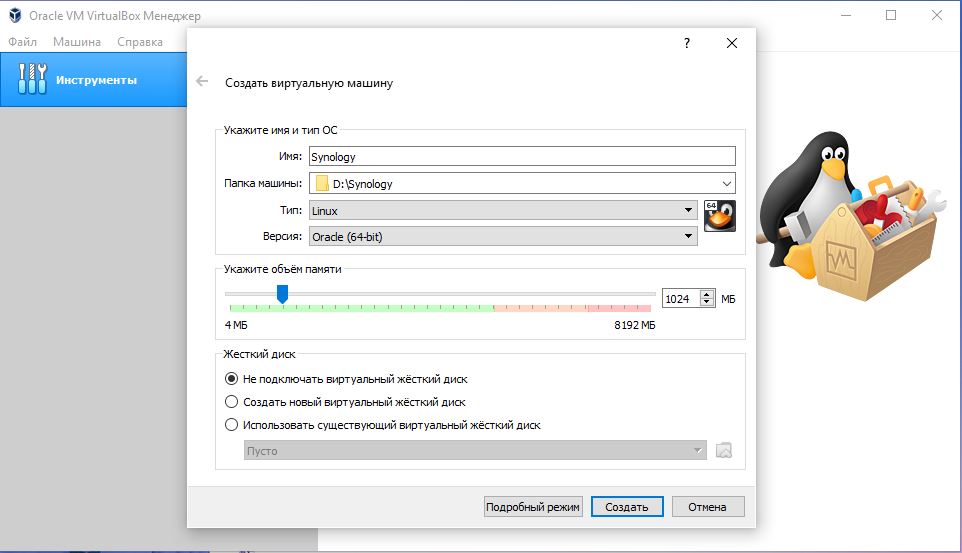 Oracle VM VirtualBox Менеджер
Файл Машина Справка
?
Инструменты
Создать виртуальную машину
Укажите имя и тип ОС
Имя: Synology
Папка машины: D:\Synology
Тип: Linux
64
Версия: Oracle (64-bit)
Укажите объём памяти
1024 МБ
4 МБ 8192 МБ
Жесткий диск
Не подключать виртуальный жёсткий диск
Создать новый виртуальный жёсткий диск
Использовать существующий виртуальный жёсткий диск
Пусто
Подробный режим Создать Отмена